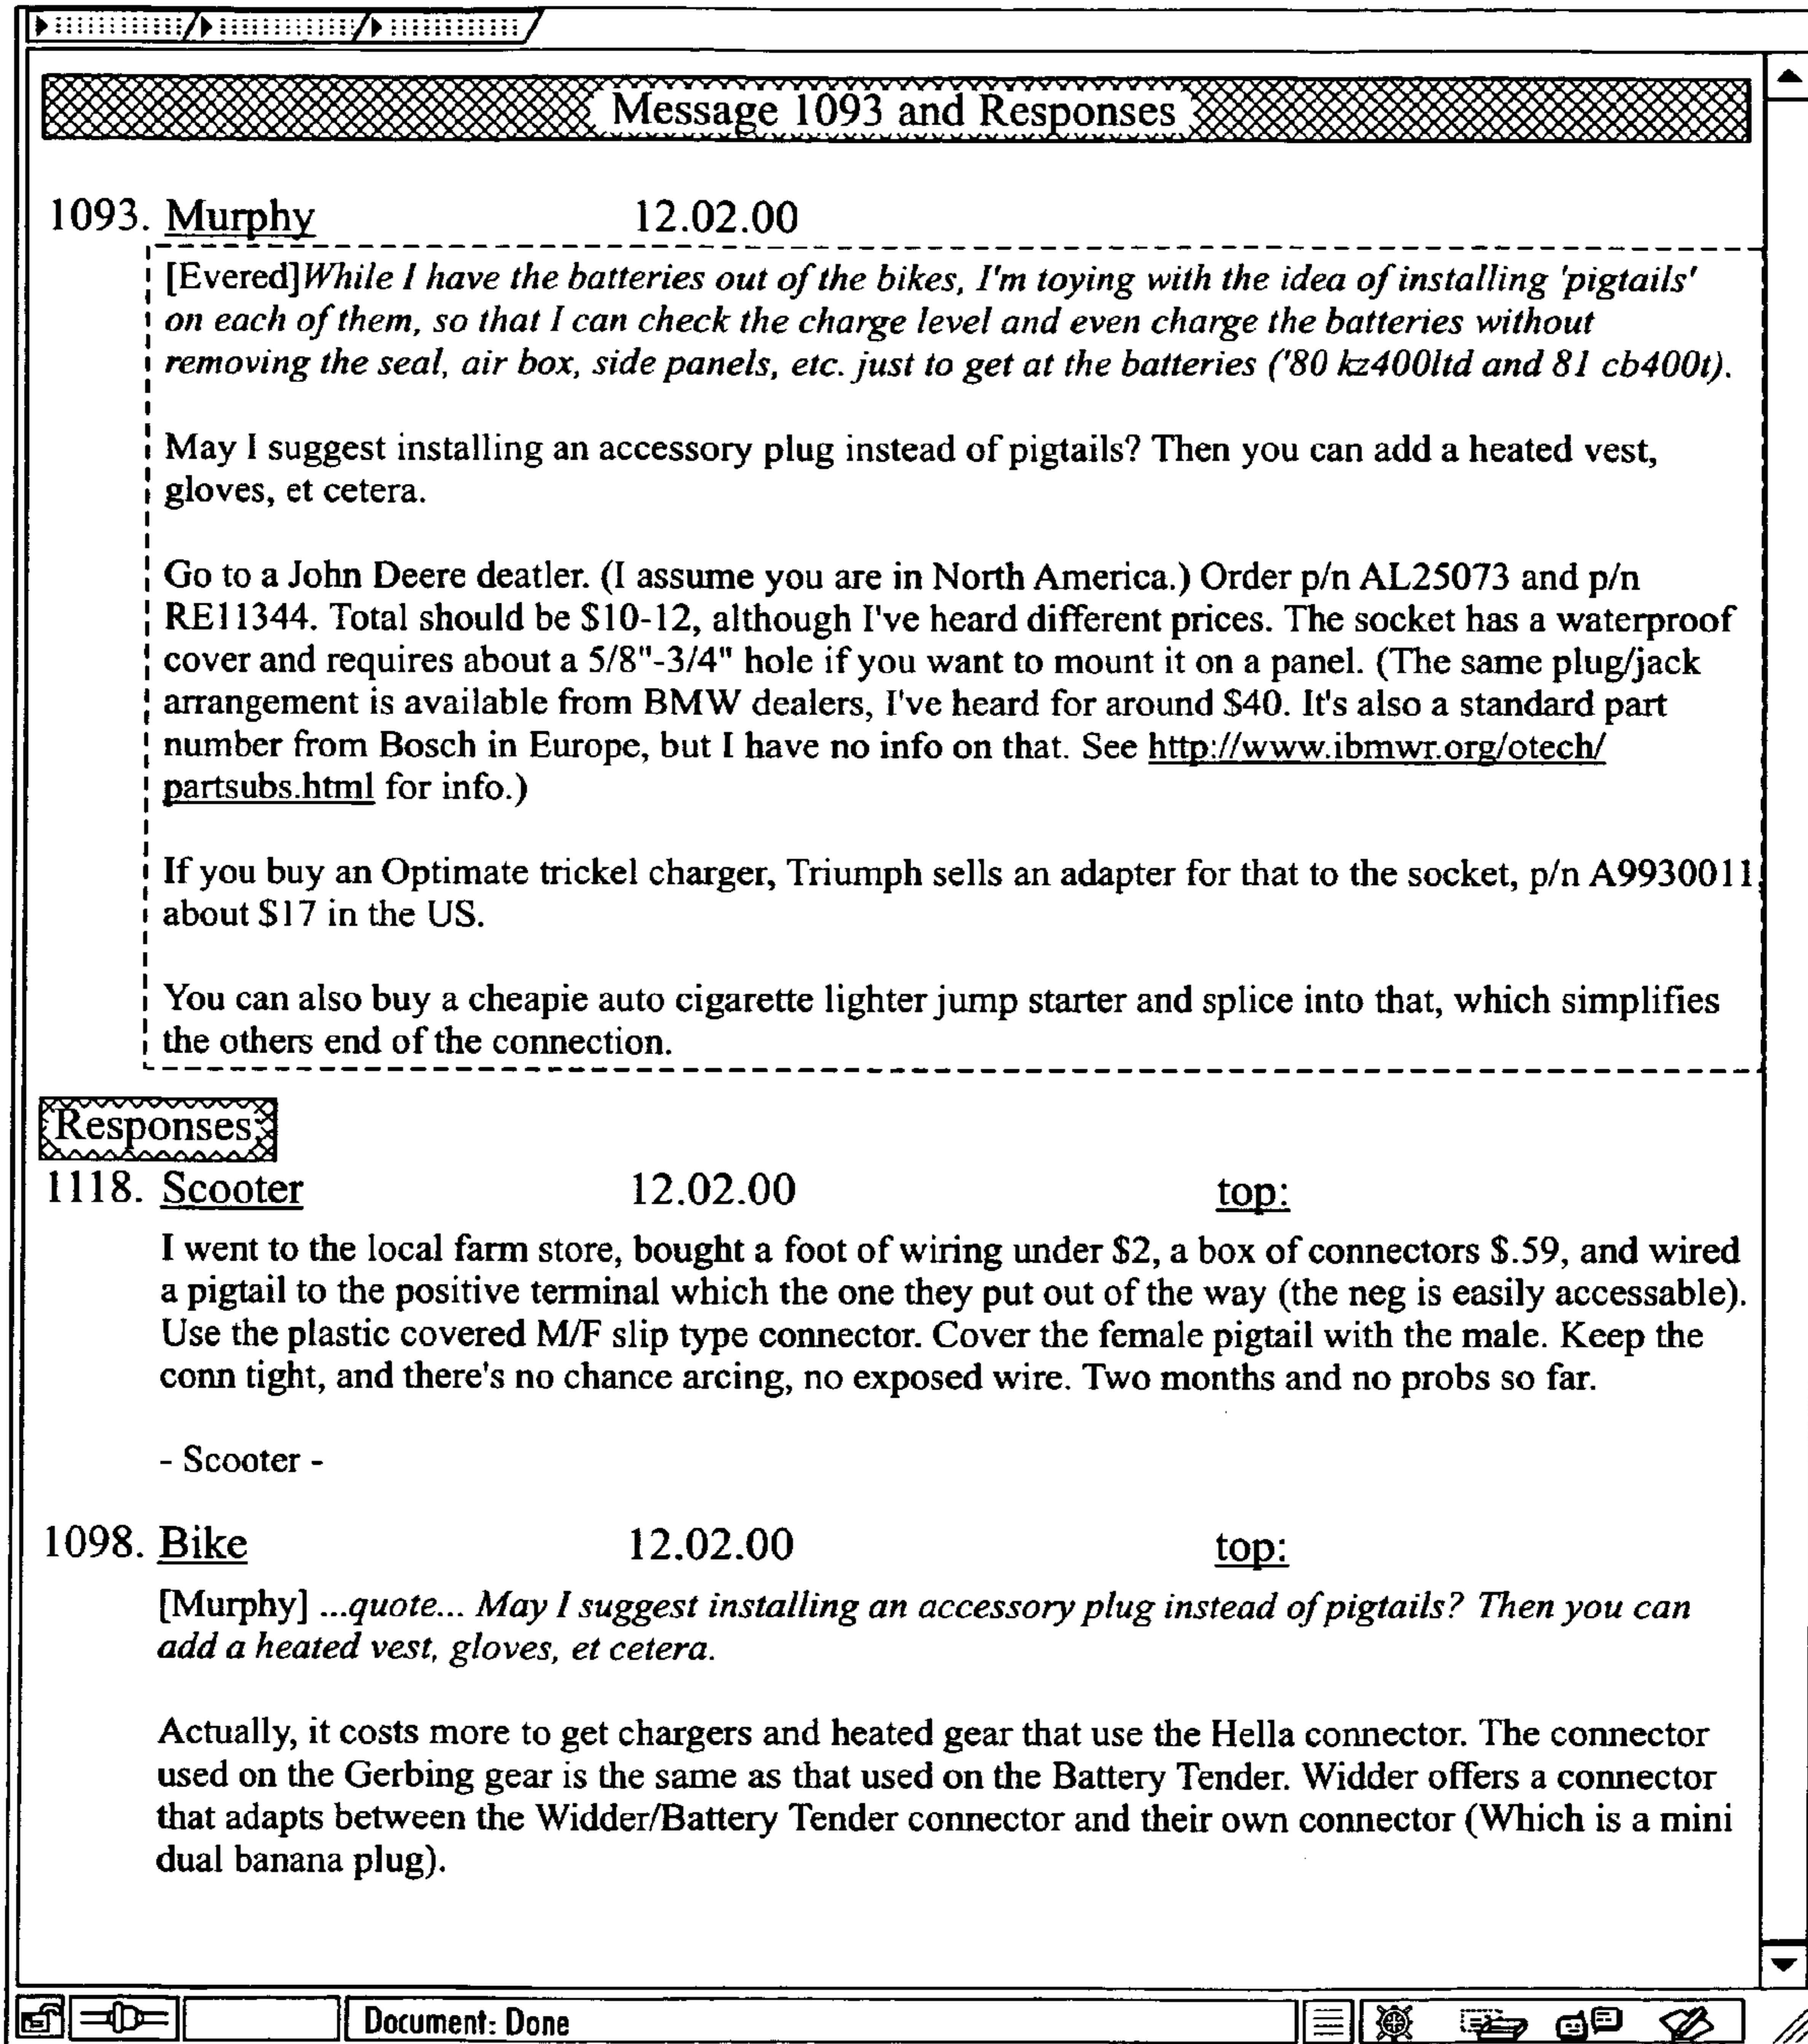 Message 1093 and Responses
1093. Murphy 12.02.00
[Evered]While I have the batteries out of the bikes, I'm toying with the idea of installing 'pigtails'
on each of them, so that I can check the charge level and even charge the batteries without
removing the seal, air box, side panels, etc. just to get at the batteries ('80 kz400ltd and 81 cb400t).
May I suggest installing an accessory plug instead of pigtails? Then you can add a heated vest,
gloves, et cetera.
Go to a John Deere deatler. (I assume you are in North America.) Order p/n AL25073 and p/n
RE11344. Total should be $10-12, although I've heard different prices. The socket has a waterproof
cover and requires about a 5/8"-3/4" hole if you want to mount it on a panel. (The same plug/jack
arrangement is available from BMW dealers, I've heard for around $40. It's also a standard part
number from Bosch in Europe, but I have no info on that. See http://www.ibmwr.org/otech/
partsubs.html for info.)
If you buy an Optimate trickel charger, Triumph sells an adapter for that to the socket, p/n A9930011
about $17 in the US.
You can also buy a cheapie auto cigarette lighter jump starter and splice into that, which simplifies
the others end of the connection.
Responses
1118. Scooter 12.02.00 top:
I went to the local farm store, bought a foot of wiring under $2, a box of connectors $.59, and wired
a pigtail to the positive terminal which the one they put out of the way (the neg is easily accessable).
Use the plastic covered M/F slip type connector. Cover the female pigtail with the male. Keep the
conn tight, and there's no chance arcing, no exposed wire. Two months and no probs so far.
- Scooter -
1098. Bike 12.02.00 top:
[Murphy] ...quote... May I suggest installing an accessory plug instead of pigtails? Then you can
add a heated vest, gloves, et cetera.
Actually, it costs more to get chargers and heated gear that use the Hella connector. The connector
used on the Gerbing gear is the same as that used on the Battery Tender. Widder offers a connector
that adapts between the Widder/Battery Tender connector and their own connector (Which is a mini
dual banana plug).
Document: Done